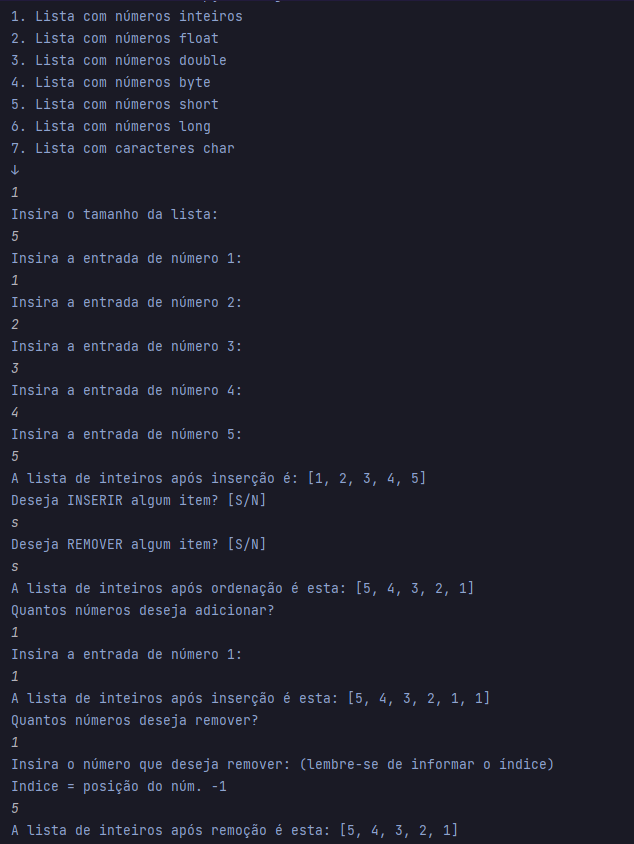 1. Lista com números inteiros
2. Lista com números float
3. Lista com números double
4. Lista com números byte
5. Lista com números short
6. Lista com números long
7. Lista com caracteres char
↓
1
Insira o tamanho da lista:
5
Insira a entrada de número 1:
1
Insira a entrada de número 2:
2
Insira a entrada de número 3:
3
Insira a entrada de número 4:
4
Insira a entrada de número 5:
5
A lista de inteiros após inserção é: [1, 2, 3, 4, 5]
Deseja INSERIR algum item? [S/N]
s
Deseja REMOVER algum item? [S/N]
s
A lista de inteiros após ordenação é esta: [5, 4, 3, 2, 1]
Quantos números deseja adicionar?
1
Insira a entrada de número 1:
1
A lista de inteiros após inserção é esta: [5, 4, 3, 2, 1, 1]
Quantos números deseja remover?
1
Insira o número que deseja remover: (lembre-se de informar o indice)
Indice = posição do núm. -1
5
A lista de inteiros após remoção é esta: [5, 4, 3, 2, 1]